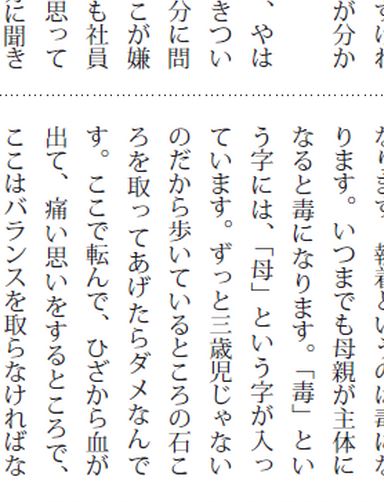 が分か
、やは
きつい
分に問
こが嫌
も社員
思って
に聞き
ります。いつまでも母親が主体に
なると毒になります。「毒」とい
う字には、「母」という字が入っ
ています。ずっと三歳児じゃない
のだから歩いているところの石こ
ろを取ってあげたらダメなんで
す。ここで転んで、ひざから血が
出て、痛い思いをするところで、
ここはバランスを取らなければな